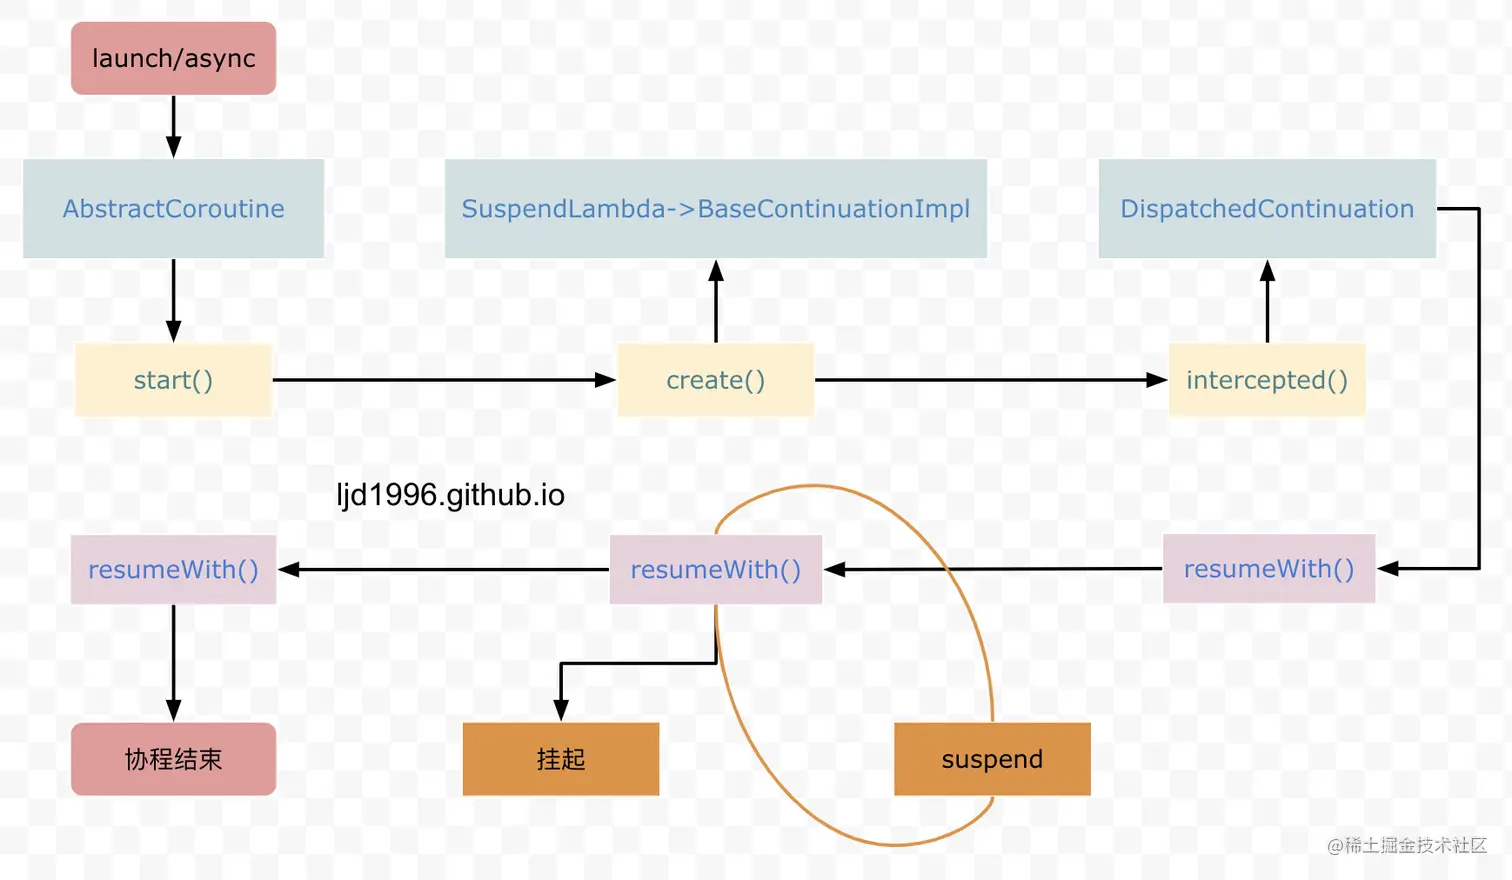 launch/async
AbstractCoroutine
SuspendLambda->BaseContinuationImpl
DispatchedContinuation
start()
create()
intercepted()
ljd1996.github.io
resumeWith()
resumeWith()
resumeWith()
协程结束
挂起
suspend
@稀土掘金技术社区